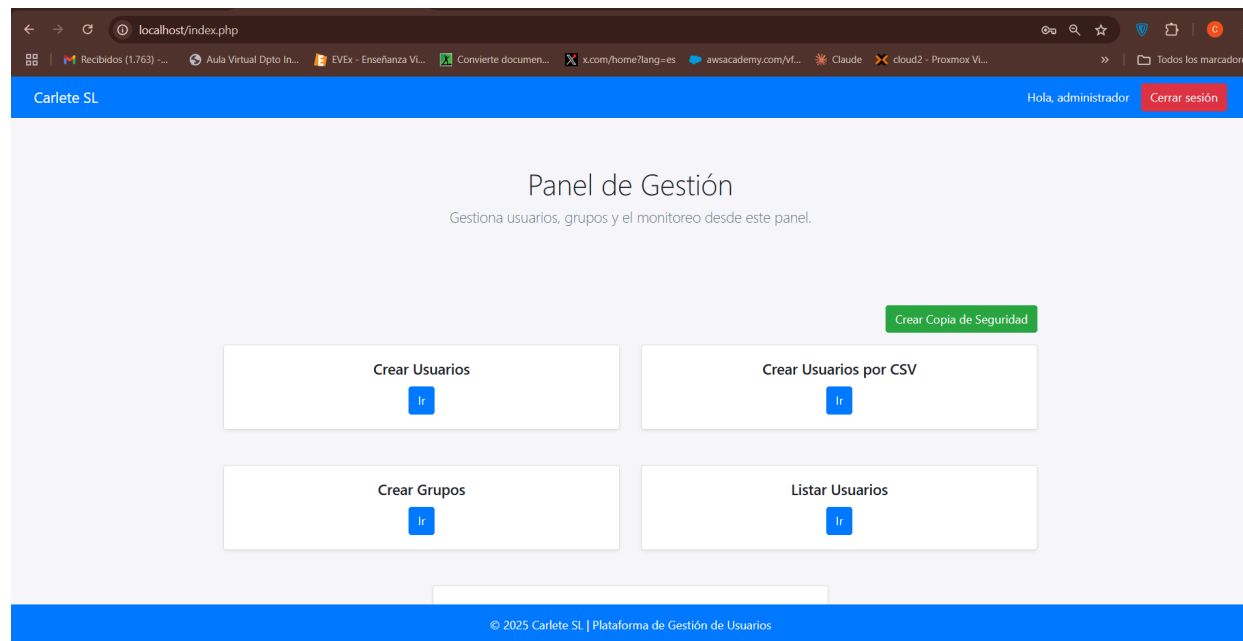 localhost/index.php
Recibidos (1.763) -... Aula Virtual Dpto In... EVEx - Enseñanza Vi... Convierte documen... x.com/home?lang=es awsacademy.com/vf... Claude cloud2 - Proxmox Vi... » Todos los marcadore
Carlete SL Hola, administrador Cerrar sesión
Panel de Gestión
Gestiona usuarios, grupos y el monitoreo desde este panel.
Crear Copia de Seguridad
Crear Usuarios Crear Usuarios por CSV
Ir Ir
Crear Grupos Listar Usuarios
Ir Ir
© 2025 Carlete SL | Plataforma de Gestión de Usuarios